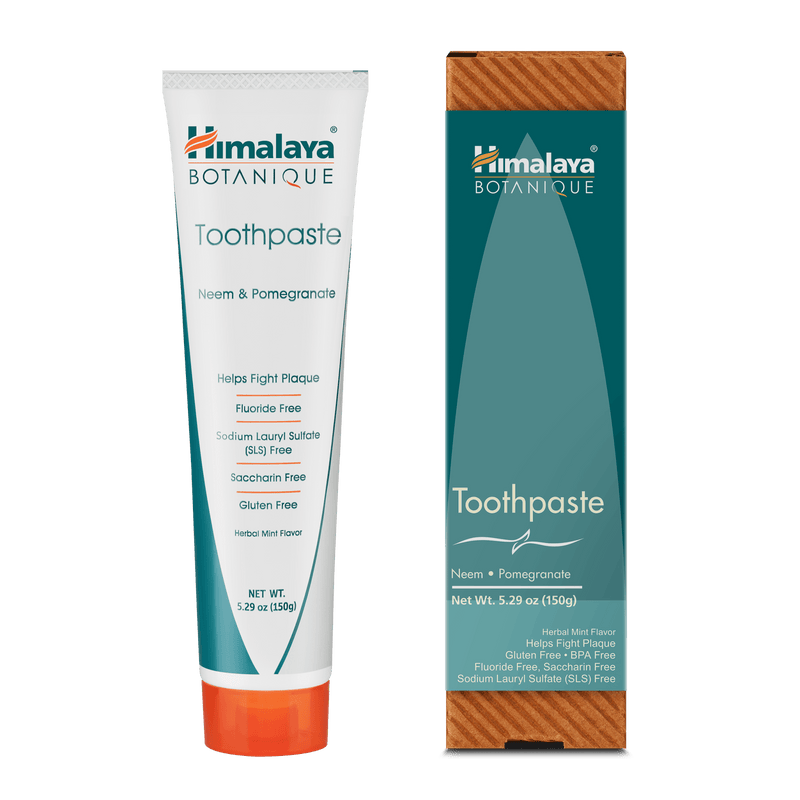 Himalaya®
BOTANIQUE
Toothpaste
Neem & Pomegranate
Helps Fight Plaque
Fluoride Free
Sodium Lauryl Sulfate
(SLS) Free
Saccharin Free
Gluten Free
Herbal Mint Flavor
NET WT.
5.29 oz (150g)
Himalaya®
BOTANIQUE
Toothpaste
Neem • Pomegranate
Net Wt. 5.29 oz (150g)
Herbal Mint Flavor
Helps Fight Plaque
Gluten Free • BPA Free
Fluoride Free, Saccharin Free
Sodium Lauryl Sulfate (SLS) Free